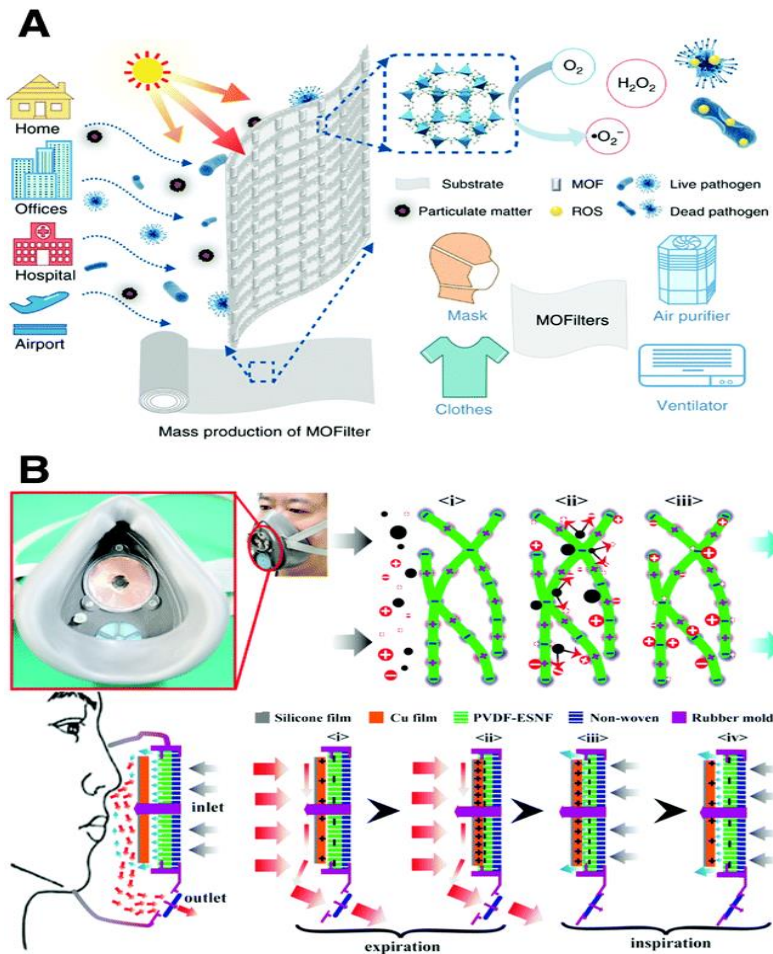 A
Home
Offices
Hospital
Airport
O₂
H₂O₂
•O₂⁻
Substrate
MOF
Live pathogen
Particulate matter
ROS
Dead pathogen
Mask
MOFilters
Air purifier
Clothes
Ventilator
Mass production of MOFilter
B
<i>
<ii>
<iii>
Silicone film
Cu film
PVDF-ESNF
Non-woven
Rubber mold
inlet
outlet
<i>
<ii>
<iii>
<iv>
expiration
inspiration